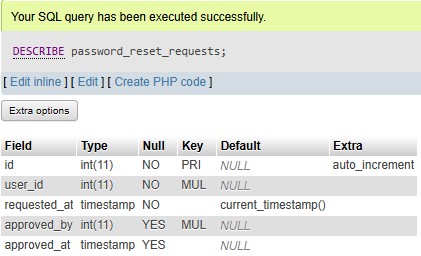 Your SQL query has been executed successfully.
DESCRIBE password_reset_requests;
[ Edit inline ] [ Edit ] [ Create PHP code ]
Extra options
Field Type Null Key Default Extra
id int(11) NO PRI NULL auto_increment
user_id int(11) NO MUL NULL
requested_at timestamp NO current_timestamp()
approved_by int(11) YES MUL NULL
approved_at timestamp YES NULL